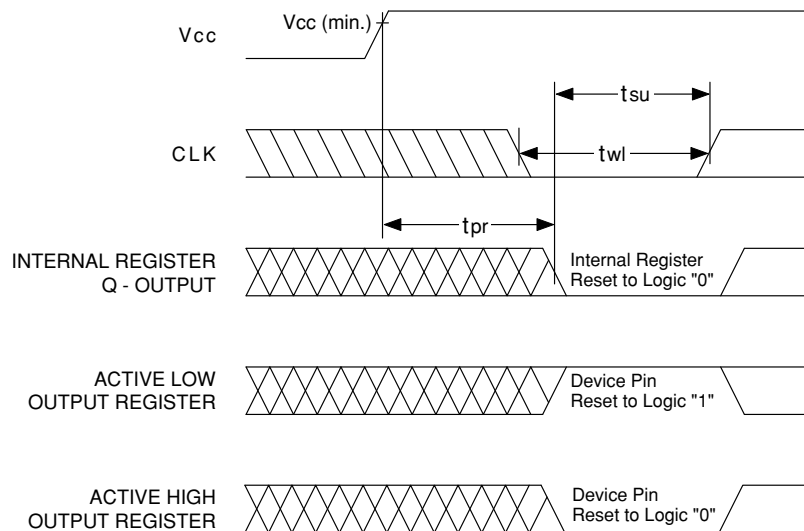 Vcc
Vcc (min.)
tsu
CLK
twl
tpr
INTERNAL REGISTER
Q - OUTPUT
Internal Register
Reset to Logic "0"
ACTIVE LOW
OUTPUT REGISTER
Device Pin
Reset to Logic "1"
ACTIVE HIGH
OUTPUT REGISTER
Device Pin
Reset to Logic "0"